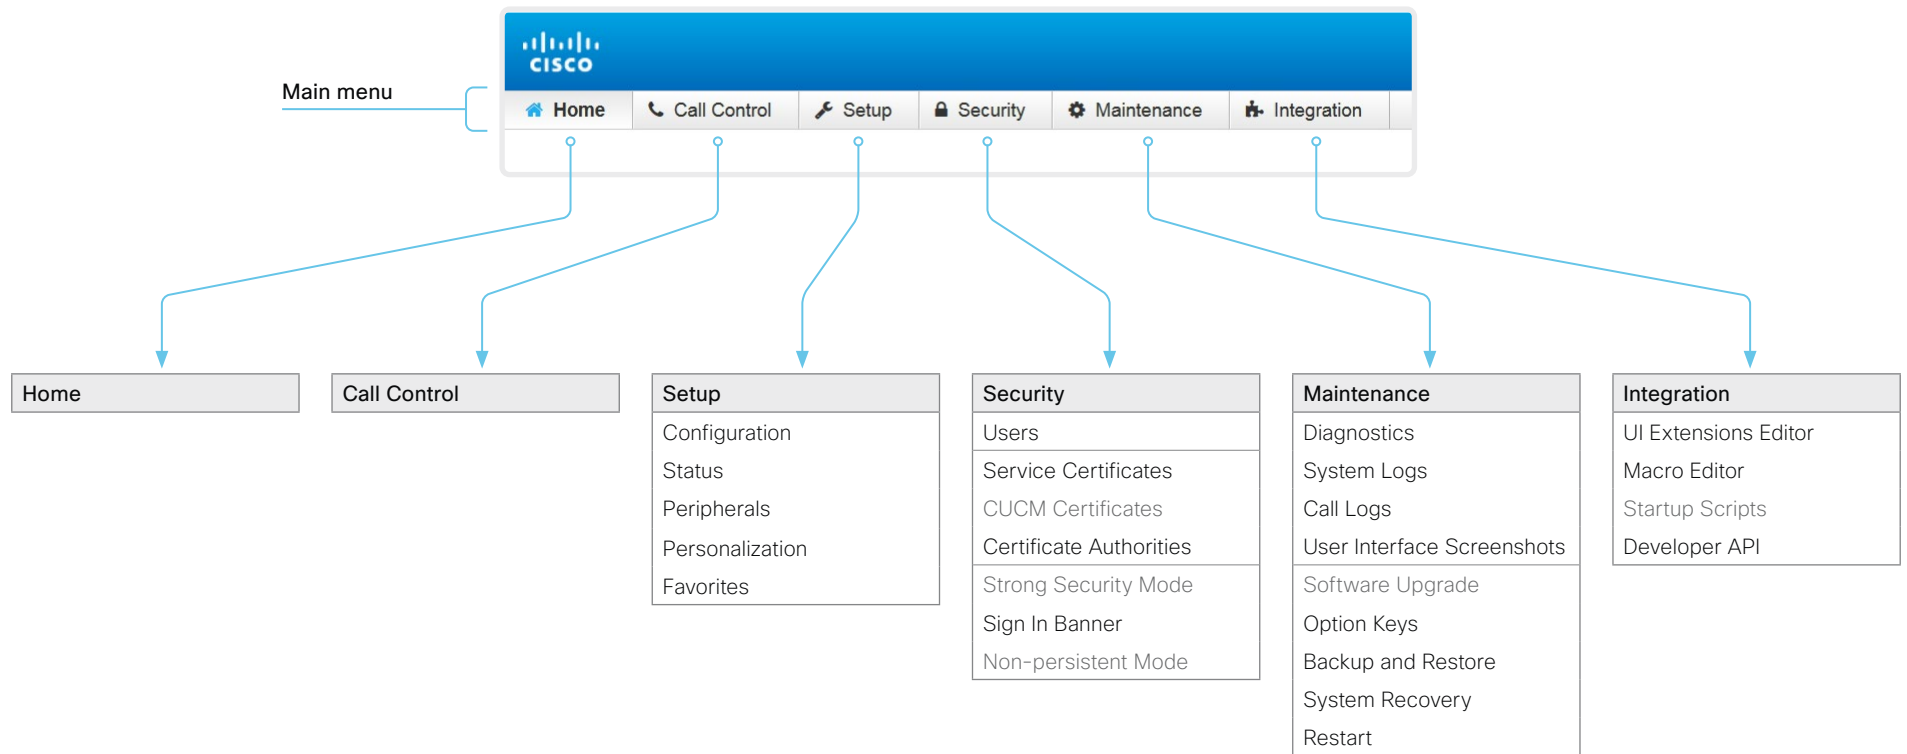 CISCO
Main menu
Home
Call Control
Setup
Security
Maintenance
Integration
Home
Call Control
Setup
Configuration
Status
Peripherals
Personalization
Favorites
Security
Users
Service Certificates
CUCM Certificates
Certificate Authorities
Strong Security Mode
Sign In Banner
Non-persistent Mode
Maintenance
Diagnostics
System Logs
Call Logs
User Interface Screenshots
Software Upgrade
Option Keys
Backup and Restore
System Recovery
Restart
Integration
UI Extensions Editor
Macro Editor
Startup Scripts
Developer API